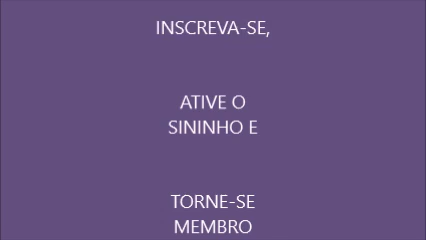 INSCREVA-SE,
ATIVE O
SININHO E
TORNE-SE
MEMBRO